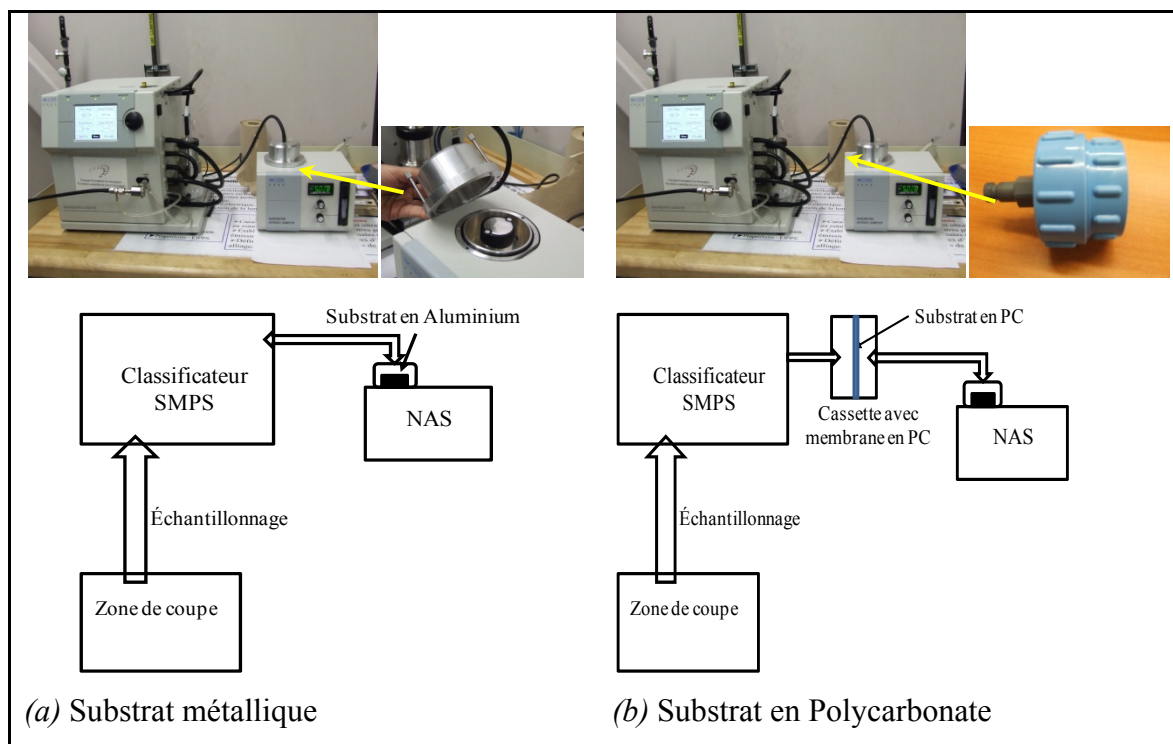 Substrat en Aluminium
Classificateur
SMPS
NAS
Échantillonnage
Zone de coupe
(a) Substrat métallique
Substrat en PC
Classificateur
SMPS
Cassette avec
membrane en PC
NAS
Échantillonnage
Zone de coupe
(b) Substrat en Polycarbonate